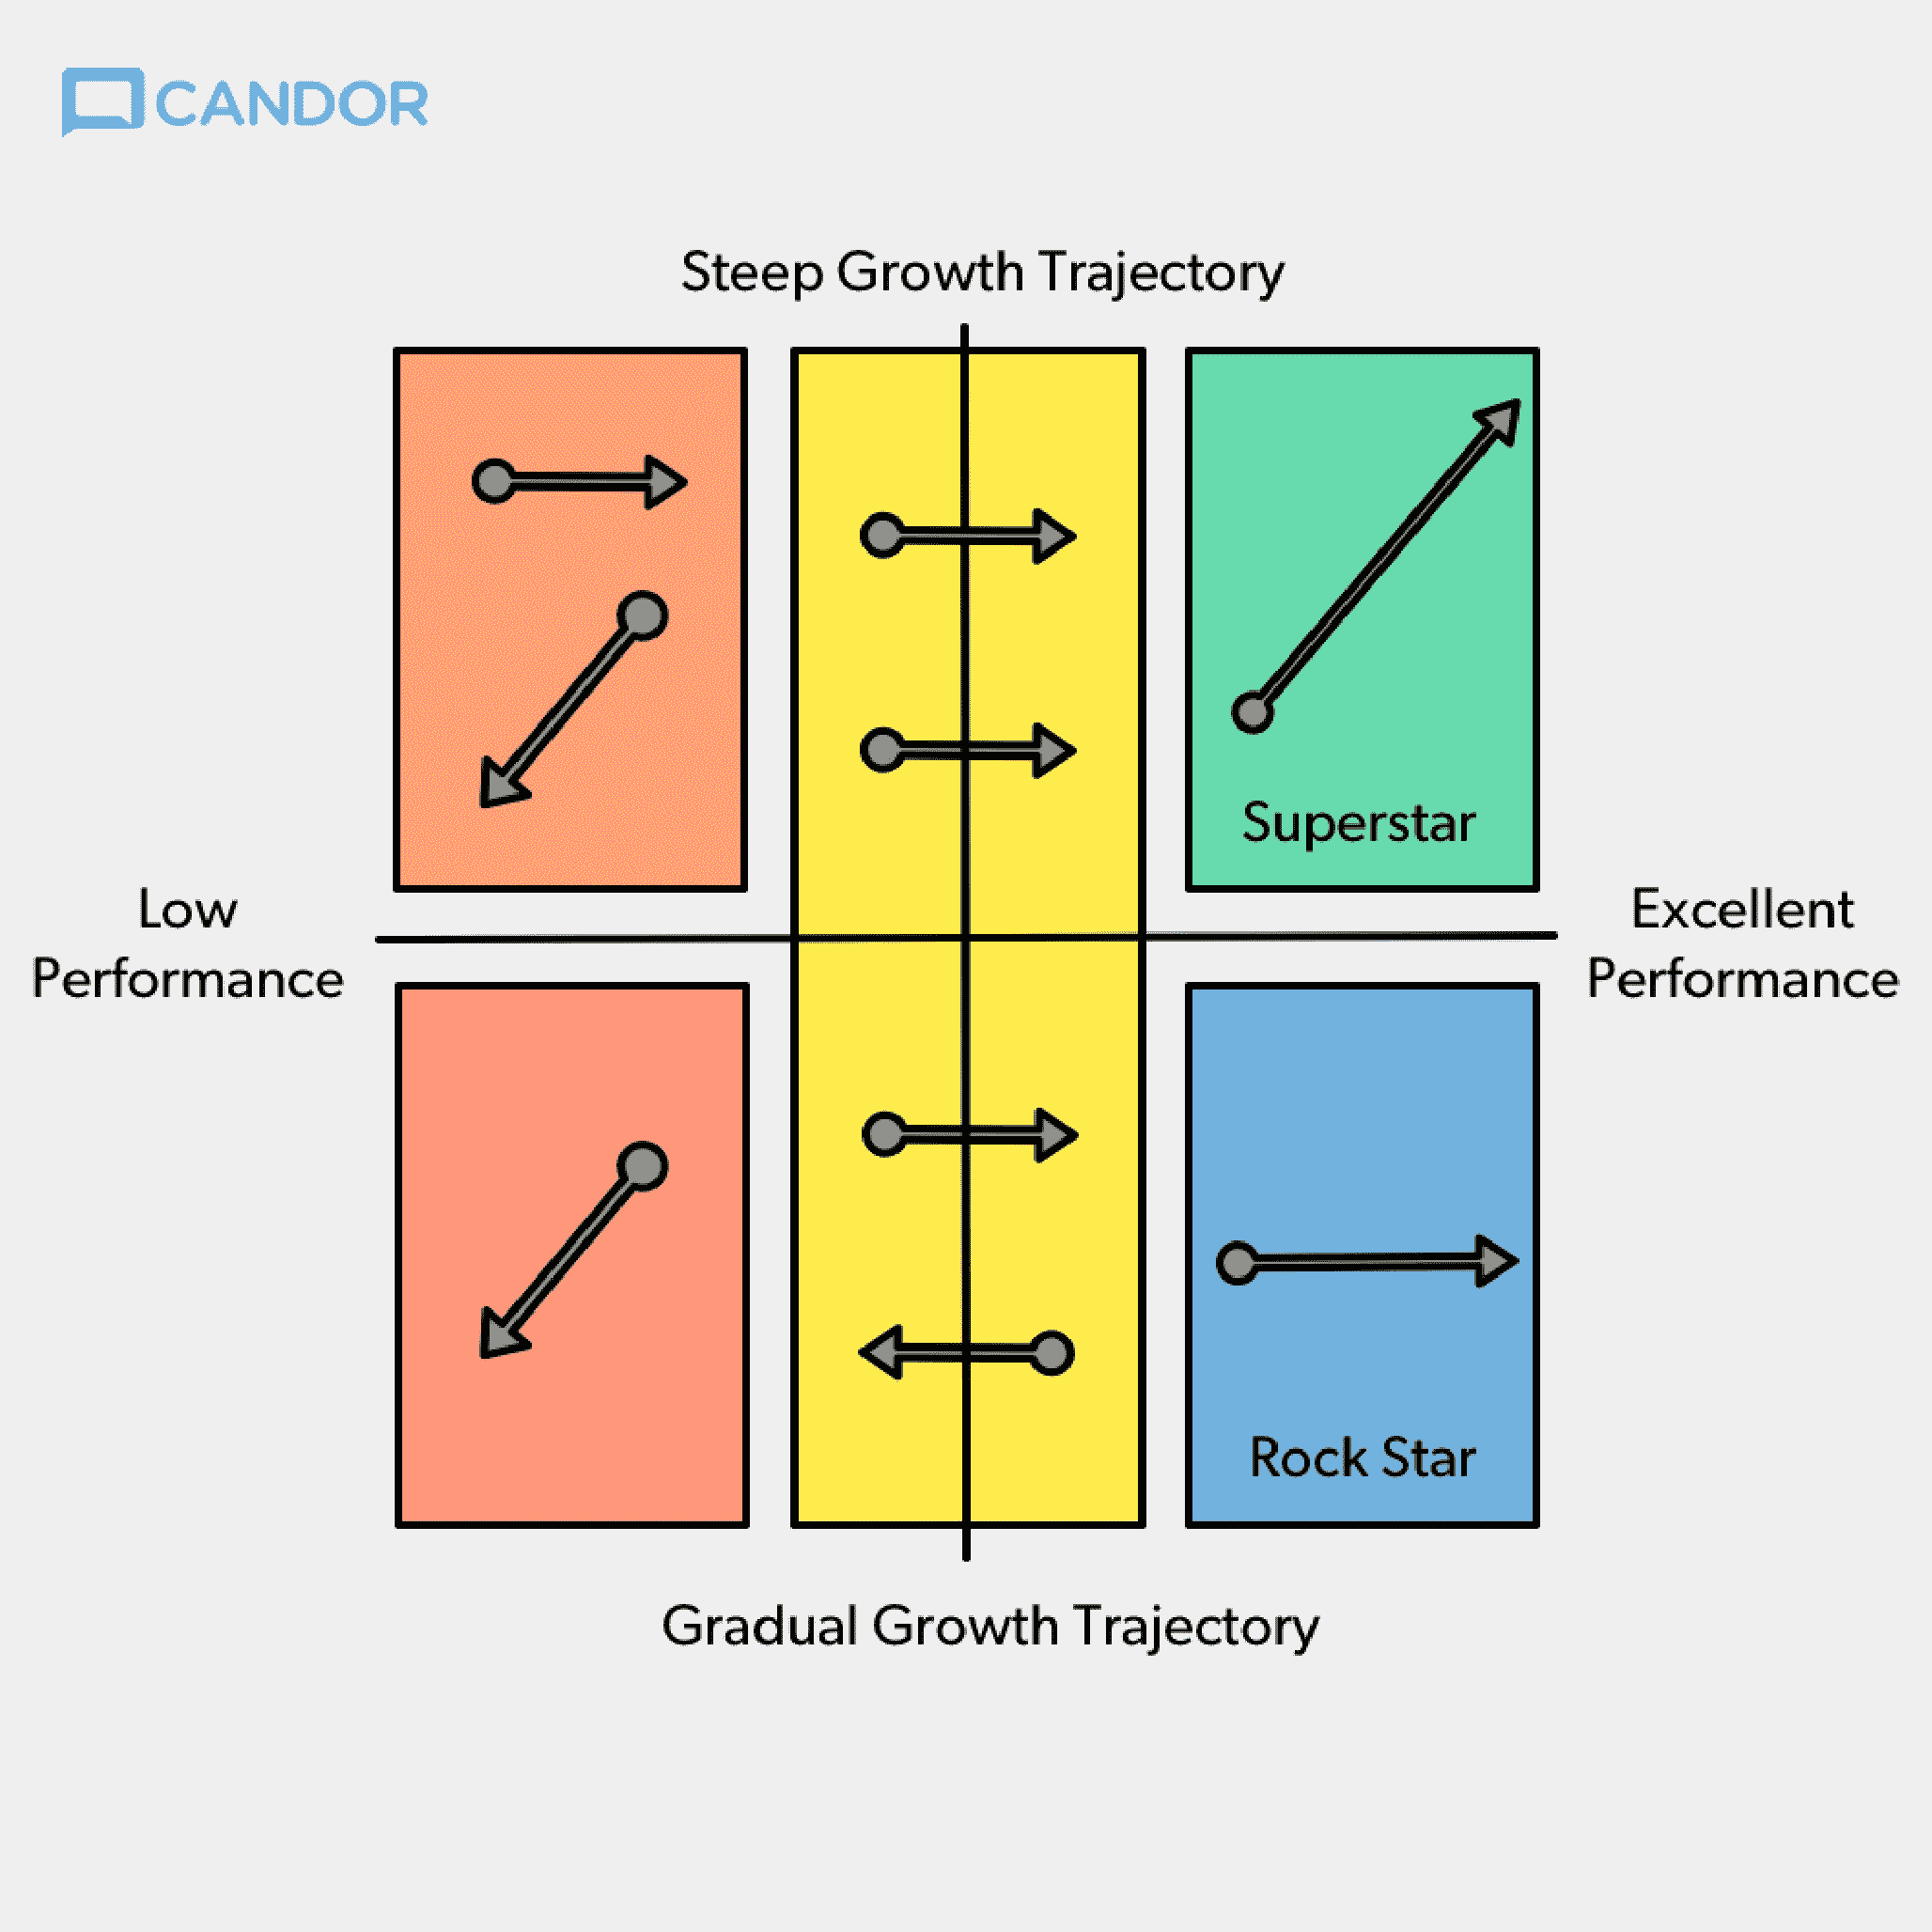 CANDOR
Steep Growth Trajectory
Superstar
Low
Performance
Excellent
Performance
Rock Star
Gradual Growth Trajectory